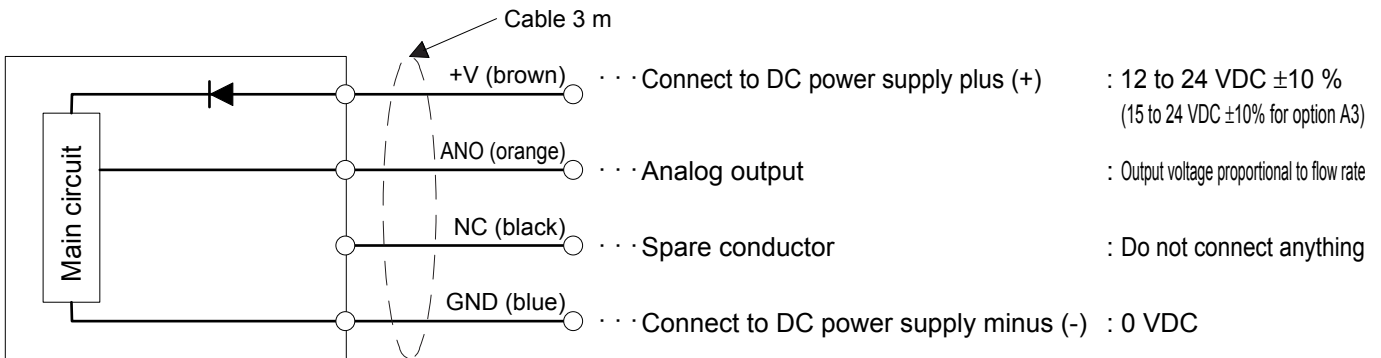 Cable 3 m
+V (brown) · · · Connect to DC power supply plus (+) : 12 to 24 VDC ±10 %
(15 to 24 VDC ±10% for option A3)
ANO (orange) · · · Analog output : Output voltage proportional to flow rate
Main circuit
NC (black) · · · Spare conductor : Do not connect anything
GND (blue) · · · Connect to DC power supply minus (-) : 0 VDC